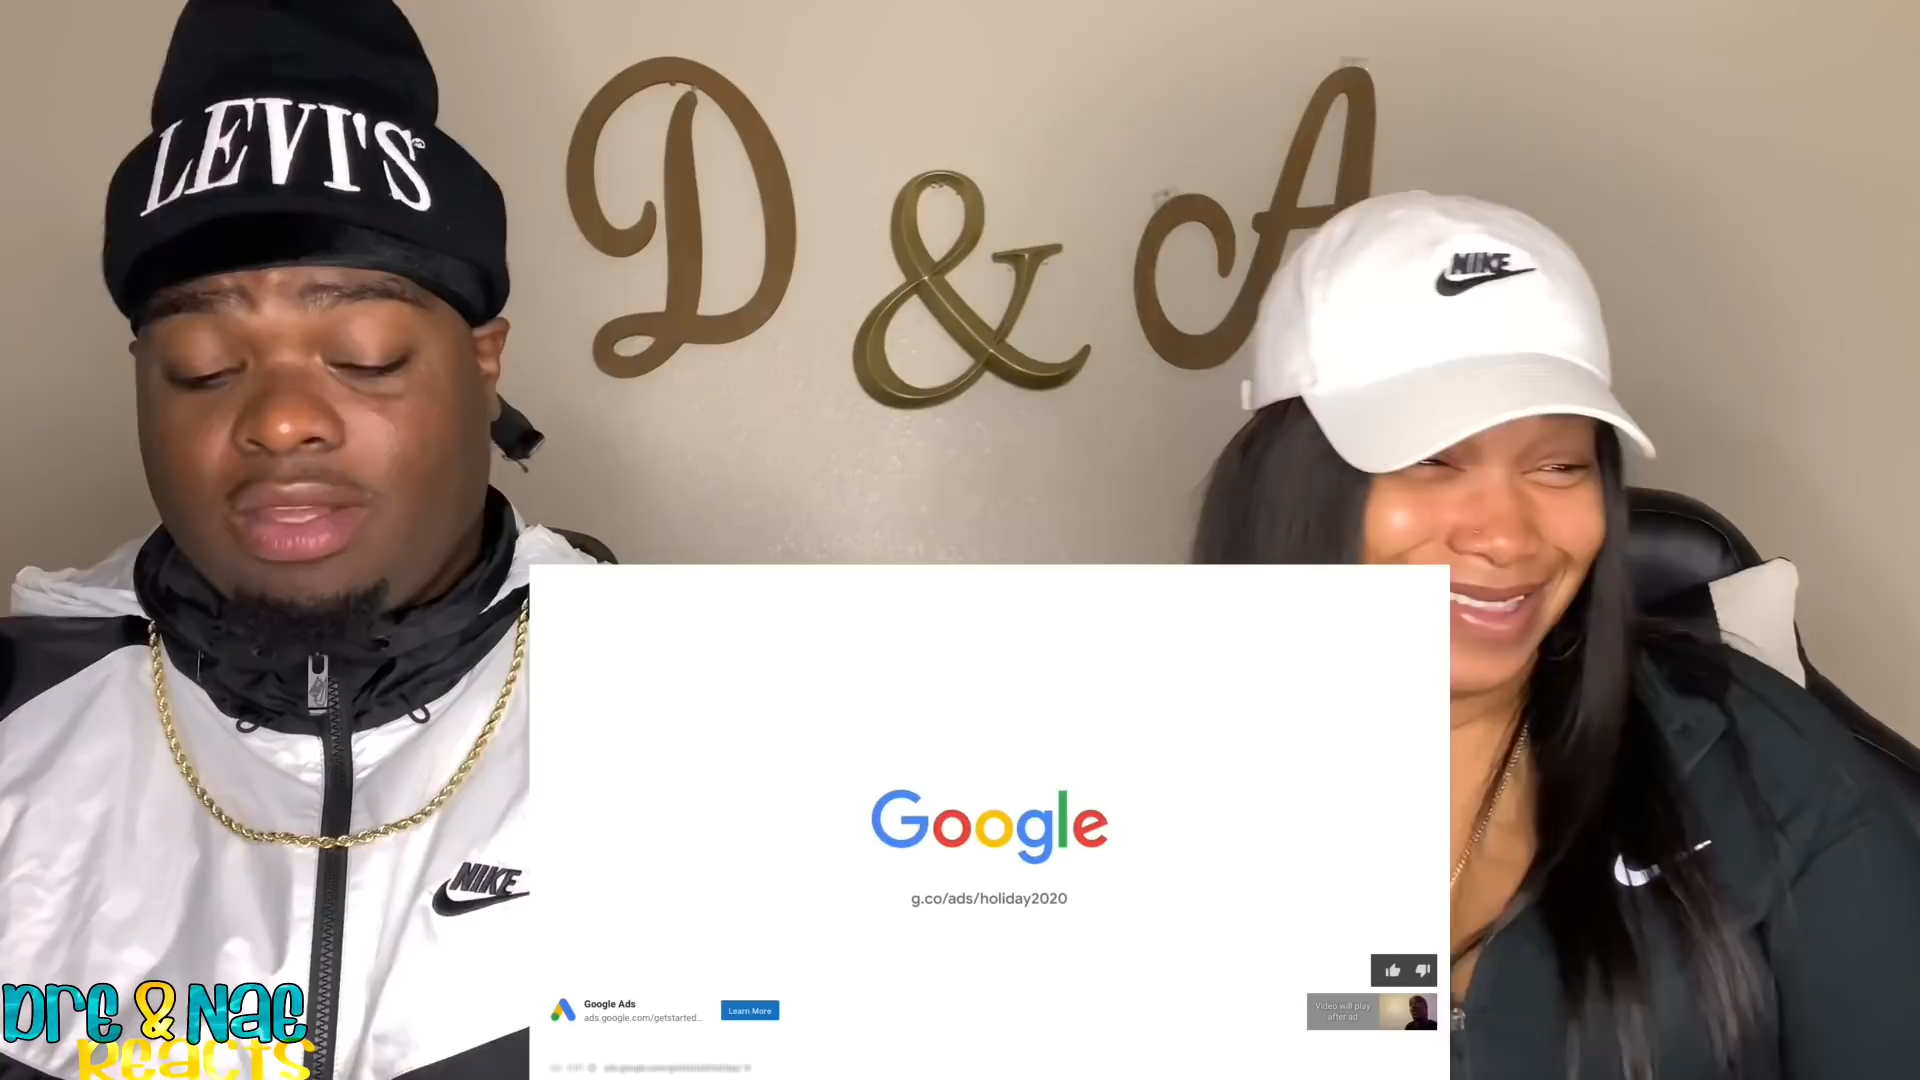 LEVI'S
D & A
NIKE
Google
g.co/ads/holiday2020
NIKE
Google Ads
ads.google.com/getstarted...
Learn More
Video will play
after ad
Dre & Nae
Reacts